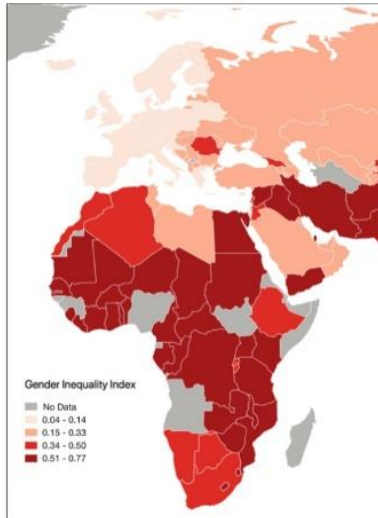 Gender Inequality Index
No Data
0.04 - 0.14
0.15 - 0.33
0.34 - 0.50
0.51 - 0.77